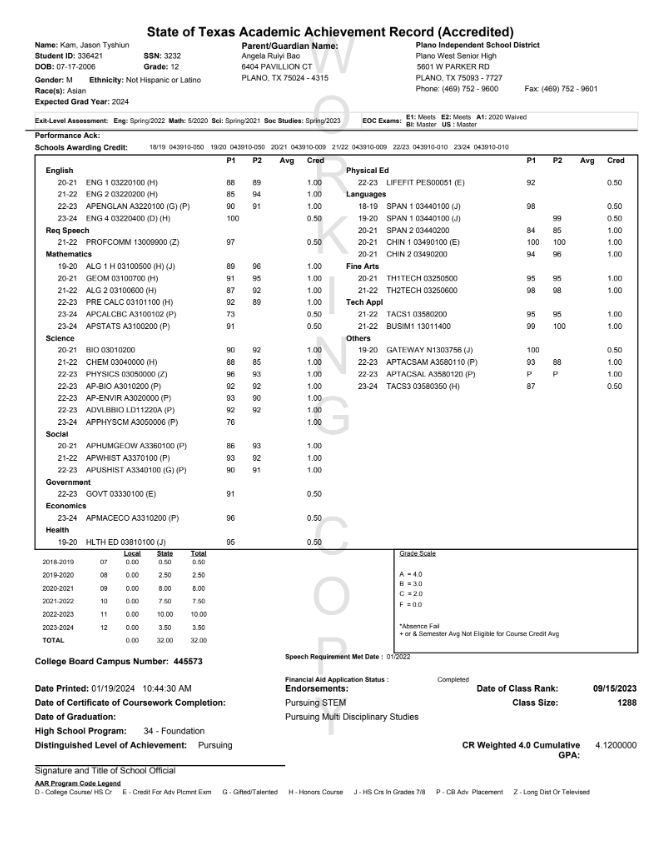 State of Texas Academic Achievement Record (Accredited)
Name: Kam, Jason Tyshiun
Student ID: 336421 SSN: 3232
DOB: 07-17-2006 Grade: 12
Gender: M Ethnicity: Not Hispanic or Latino
Race(s): Asian
Expected Grad Year: 2024
Parent/Guardian Name:
Angela Ruiyi Bao
6404 PAVILLION CT
PLANO, TX 75024 - 4315
Plano Independent School District
Plano West Senior High
5601 W PARKER RD
PLANO, TX 75093 - 7727
Phone: (469) 752 - 9600 Fax: (469) 752 - 9601
Exit-Level Assessment: Eng: Spring/2022 Math: 5/2020 Sci: Spring/2021 Soc Studies: Spring/2023
EOC Exams: E1: Meets E2: Meets A1: 2020 Waived
BI: Master US : Master
Performance Ack:
Schools Awarding Credit: 18/19 043910-050 19/20 043910-050 20/21 043910-009 21/22 043910-009 22/23 043910-010 23/24 043910-010
P1 P2 Avg Cred
English
20-21 ENG 1 03220100 (H) 88 89 1.00
21-22 ENG 2 03220200 (H) 85 94 1.00
22-23 APENGLAN A3220100 (G) (P) 90 91 1.00
23-24 ENG 4 03220400 (D) (H) 100 0.50
Req Speech
21-22 PROFCOMM 13009900 (Z) 97 0.50
Mathematics
19-20 ALG 1 H 03100500 (H) (J) 89 96 1.00
20-21 GEOM 03100700 (H) 91 95 1.00
21-22 ALG 2 03100600 (H) 87 92 1.00
22-23 PRE CALC 03101100 (H) 92 89 1.00
23-24 APCALCBC A3100102 (P) 73 0.50
23-24 APSTATS A3100200 (P) 91 0.50
Science
20-21 BIO 03010200 90 92 1.00
21-22 CHEM 03040000 (H) 88 85 1.00
22-23 PHYSICS 03050000 (Z) 96 93 1.00
22-23 AP-BIO A3010200 (P) 92 92 1.00
22-23 AP-ENVIR A3020000 (P) 93 90 1.00
22-23 ADVLBBIO LD11220A (P) 92 92 1.00
23-24 APPHYSCM A3050006 (P) 76 1.00
Social
20-21 APHUMGEOW A3360100 (P) 86 93 1.00
21-22 APWHIST A3370100 (P) 93 92 1.00
22-23 APUSHIST A3340100 (G) (P) 90 91 1.00
Government
22-23 GOVT 03330100 (E) 91 0.50
Economics
23-24 APMACECO A3310200 (P) 96 0.50
Health
19-20 HLTH ED 03810100 (J) 95 0.50
P1 P2 Avg Cred
Physical Ed
22-23 LIFEFIT PES00051 (E) 92 0.50
Languages
18-19 SPAN 1 03440100 (J) 98 0.50
19-20 SPAN 1 03440100 (J) 99 0.50
20-21 SPAN 2 03440200 84 85 1.00
20-21 CHIN 1 03490100 (E) 100 100 1.00
20-21 CHIN 2 03490200 94 96 1.00
Fine Arts
20-21 TH1TECH 03250500 95 95 1.00
21-22 TH2TECH 03250600 98 98 1.00
Tech Appl
21-22 TACS1 03580200 95 95 1.00
21-22 BUSIM1 13011400 99 100 1.00
Others
19-20 GATEWAY N1303756 (J) 100 0.50
22-23 APTACSAM A3580110 (P) 93 88 1.00
22-23 APTACSAL A3580120 (P) P P 1.00
23-24 TACS3 03580350 (H) 87 0.50
Local State Total
2018-2019 07 0.00 0.50 0.50
2019-2020 08 0.00 2.50 2.50
2020-2021 09 0.00 8.00 8.00
2021-2022 10 0.00 7.50 7.50
2022-2023 11 0.00 10.00 10.00
2023-2024 12 0.00 3.50 3.50
TOTAL 0.00 32.00 32.00
Grade Scale
A = 4.0
B = 3.0
C = 2.0
F = 0.0
*Absence Fail
+ or & Semester Avg Not Eligible for Course Credit Avg
College Board Campus Number: 445573
Speech Requirement Met Date : 01/2022
Financial Aid Application Status : Completed
Date Printed: 01/19/2024 10:44:30 AM
Date of Certificate of Coursework Completion:
Date of Graduation:
High School Program: 34 - Foundation
Distinguished Level of Achievement: Pursuing
Endorsements:
Pursuing STEM
Pursuing Multi Disciplinary Studies
Date of Class Rank: 09/15/2023
Class Size: 1288
CR Weighted 4.0 Cumulative 4.1200000
GPA:
Signature and Title of School Official
AAR Program Code Legend
D - College Course/ HS Cr E - Credit For Adv Plcmnt Exm G - Gifted/Talented H - Honors Course J - HS Crs In Grades 7/8 P - CB Adv Placement Z - Long Dist Or Televised
WORKING COPY